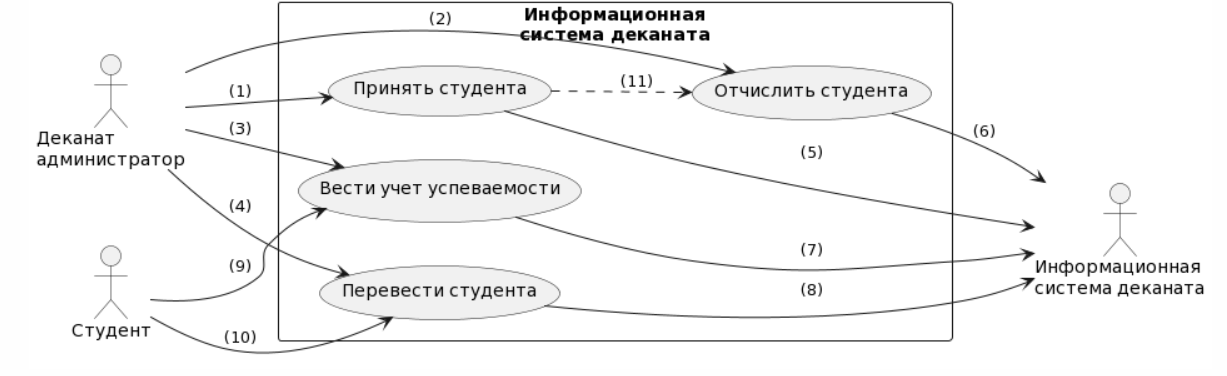 Информационная
система деканата
(2)
(1)
Принять студента
(11)
Отчислить студента
Деканат
администратор
(3)
(6)
(5)
Вести учет успеваемости
(4)
(7)
Информационная
система деканата
(9)
Перевести студента
(8)
Студент
(10)